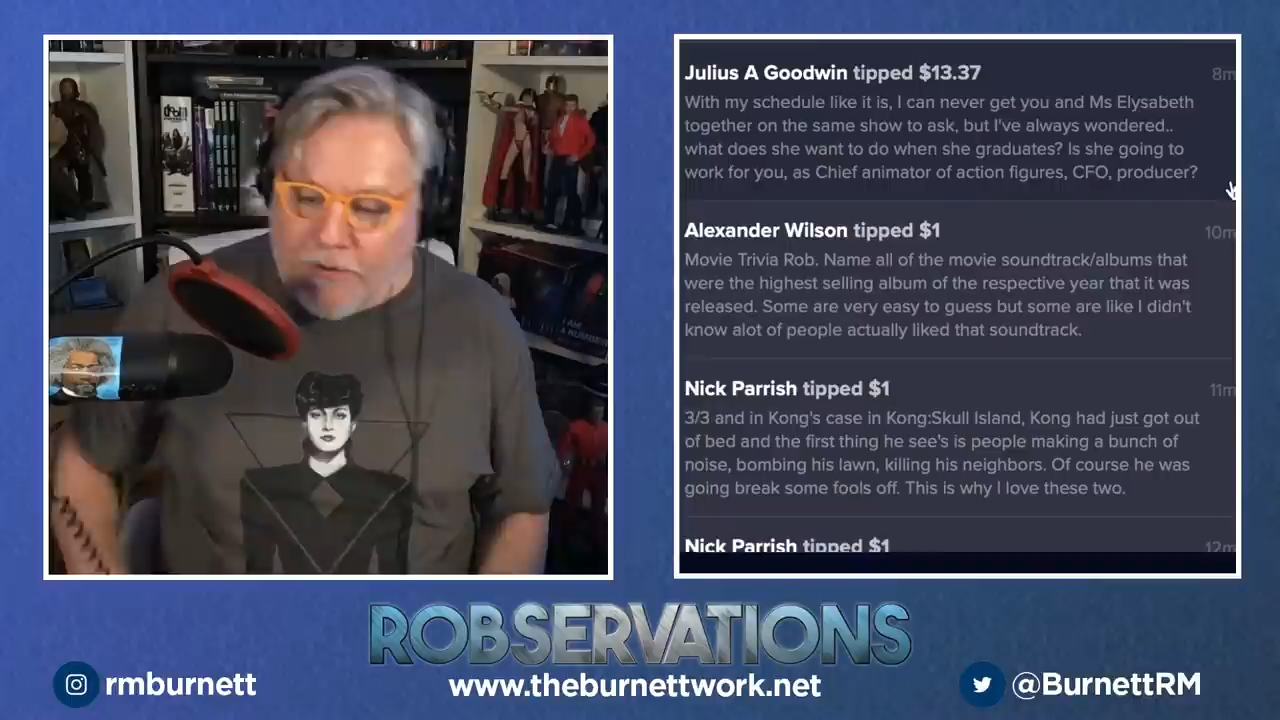 Julius A Goodwin tipped $13.37
8m
With my schedule like it is, I can never get you and Ms Elysabeth
together on the same show to ask, but I've always wondered..
what does she want to do when she graduates? Is she going to
work for you, as Chief animator of action figures, CFO, producer?
Alexander Wilson tipped $1
10m
Movie Trivia Rob. Name all of the movie soundtrack/albums that
were the highest selling album of the respective year that it was
released. Some are very easy to guess but some are like I didn't
know alot of people actually liked that soundtrack.
Nick Parrish tipped $1
11m
3/3 and in Kong's case in Kong:Skull Island, Kong had just got out
of bed and the first thing he see's is people making a bunch of
noise, bombing his lawn, killing his neighbors. Of course he was
going break some fools off. This is why I love these two.
Nick Parrish tipped $1
12m
I AM
A NUMBER
ROBSERVATIONS
rmburnett
www.theburnettwork.net
@BurnettRM